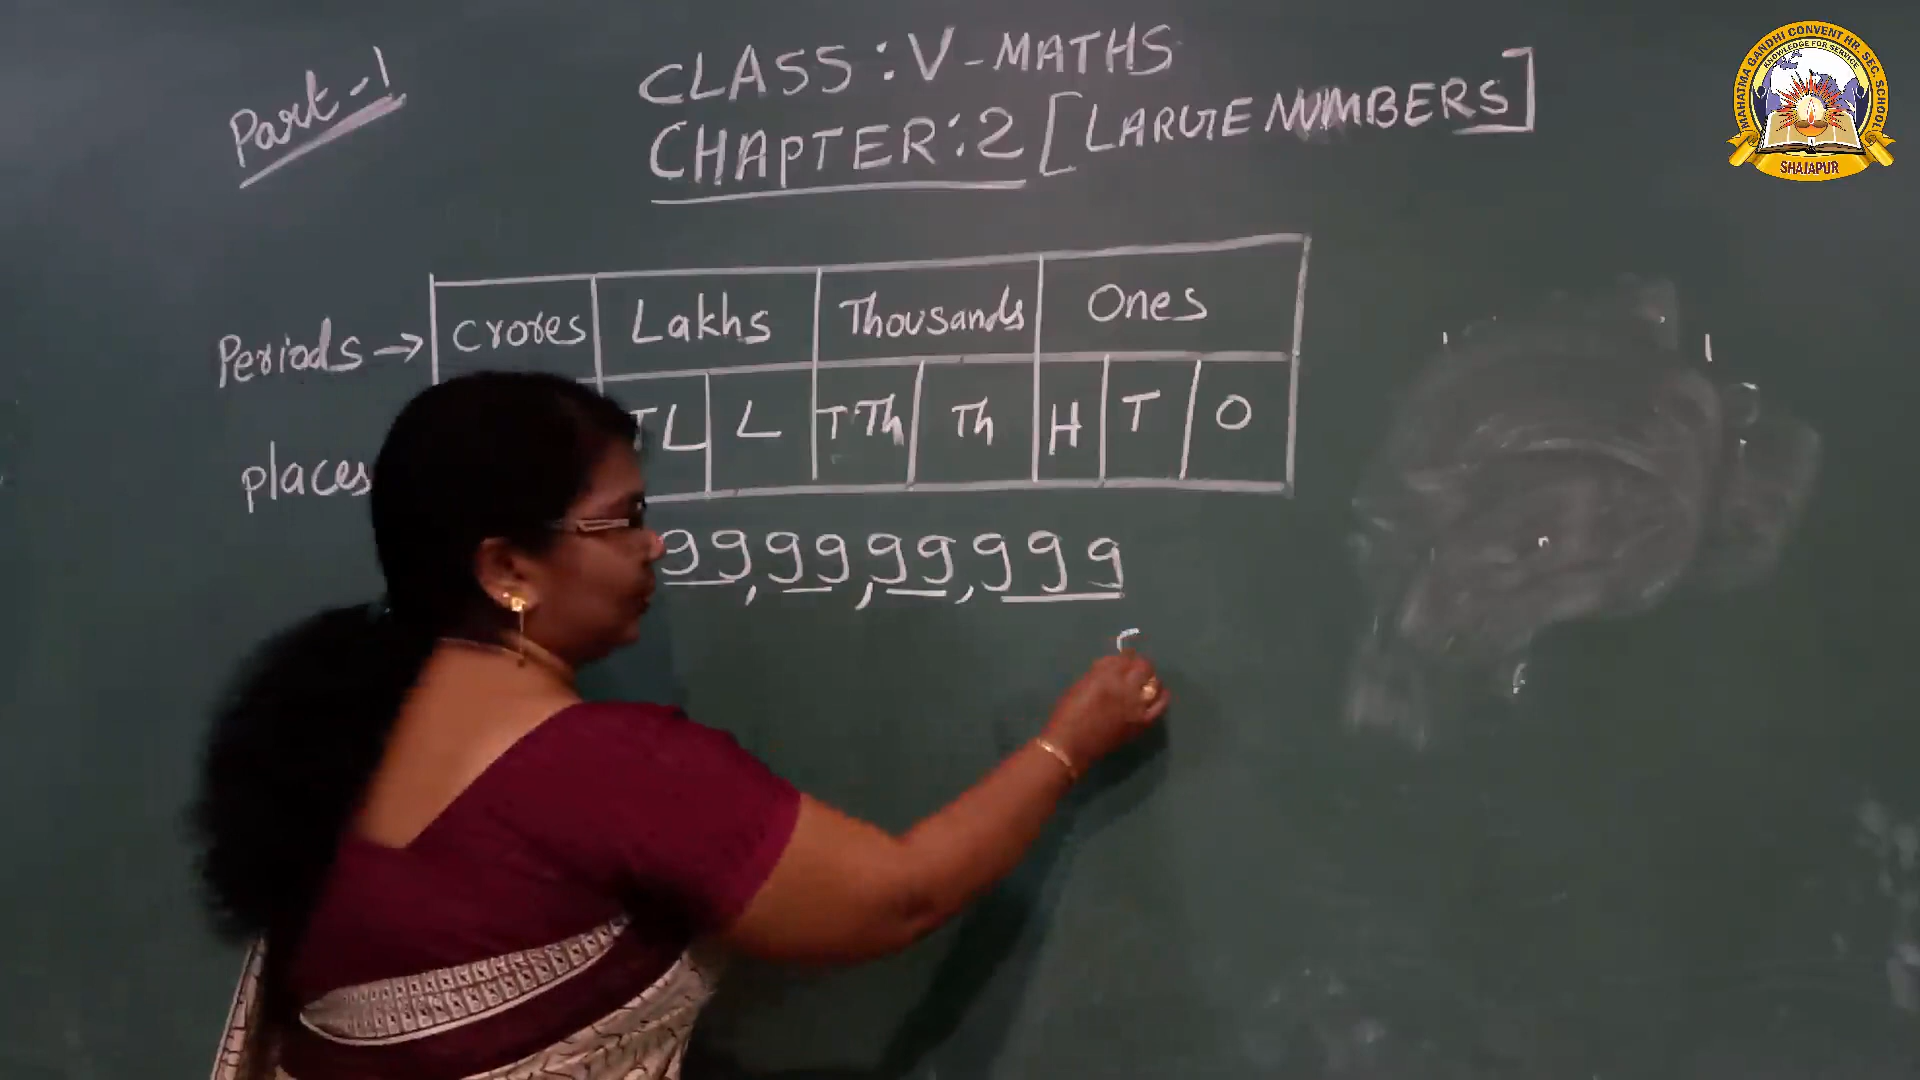 Part-1
CLASS: V-MATHS
CHAPTER: 2 [LARGE NUMBERS]
Periods → Crores Lakhs Thousands Ones
places TL L T Th Th H T O
99,99,99,999
MAHATMA GANDHI CONVENT HR. SEC. SCHOOL
KNOWLEDGE FOR SERVICE
SHAJAPUR